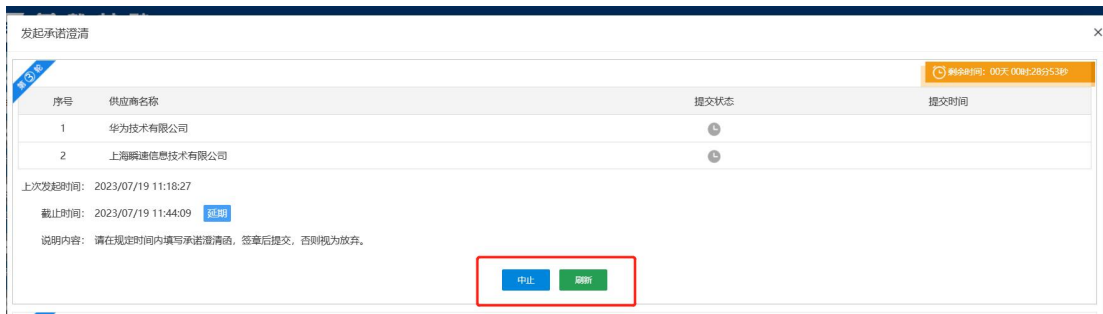 发起承诺澄清
×
第③轮
剩余时间：00天 00时:28分53秒
序号 供应商名称 提交状态 提交时间
1 华为技术有限公司
2 上海瞬速信息技术有限公司
上次发起时间： 2023/07/19 11:18:27
截止时间： 2023/07/19 11:44:09 延期
说明内容： 请在规定时间内填写承诺澄清函，签章后提交，否则视为放弃。
中止 刷新